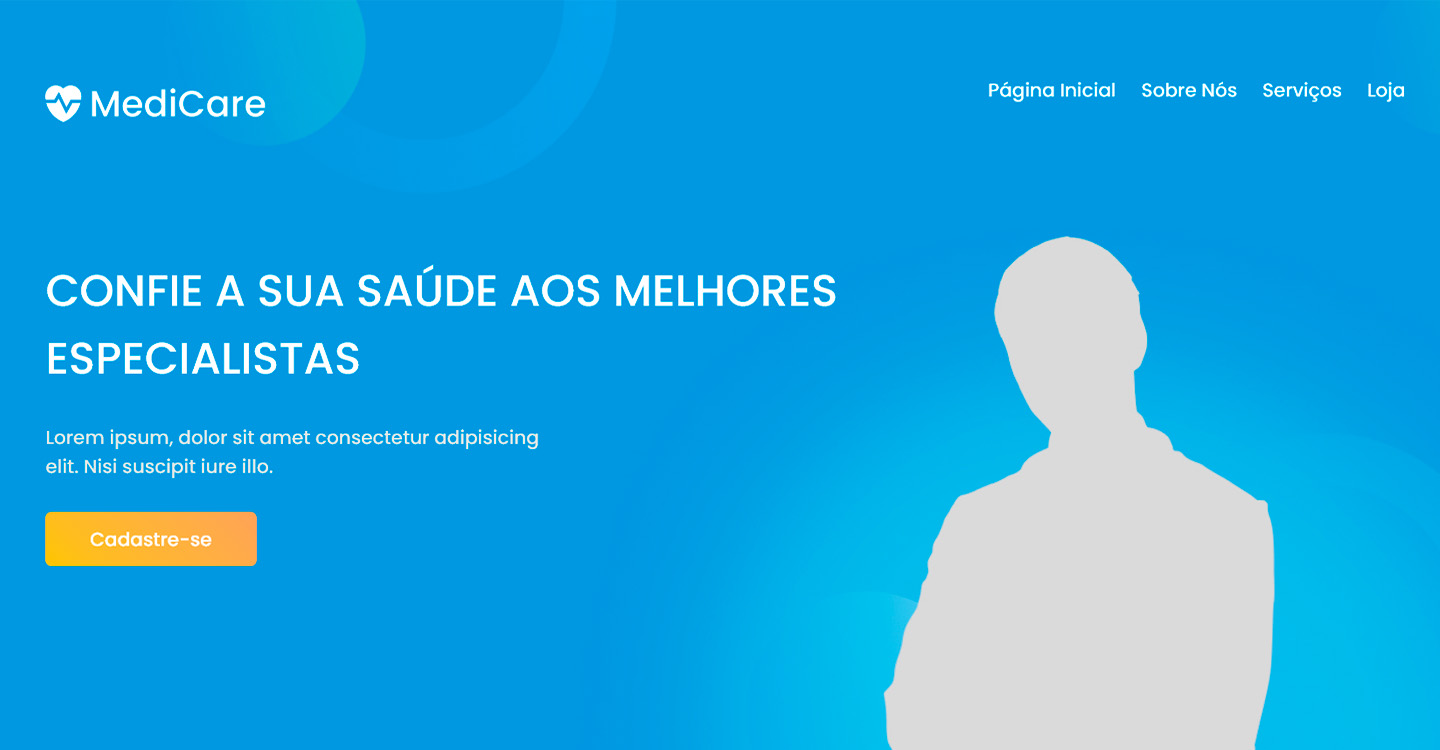 MediCare
Página Inicial Sobre Nós Serviços Loja
CONFIE A SUA SAÚDE AOS MELHORES
ESPECIALISTAS
Lorem ipsum, dolor sit amet consectetur adipisicing
elit. Nisi suscipit iure illo.
Cadastre-se